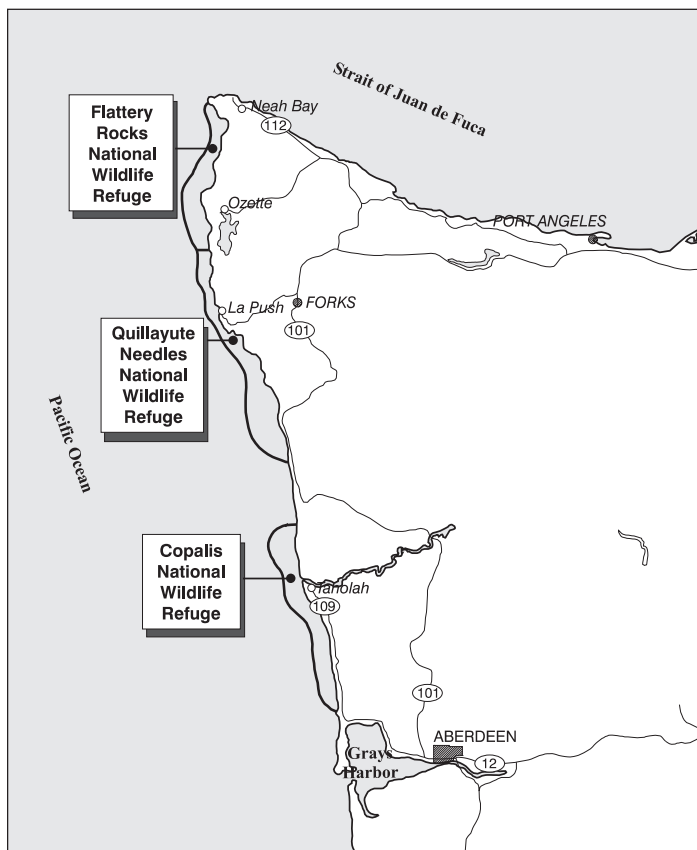 Strait of Juan de Fuca
Neah Bay
112
Flattery
Rocks
National
Wildlife
Refuge
Ozette
PORT ANGELES
La Push
FORKS
101
Quillayute
Needles
National
Wildlife
Refuge
Pacific Ocean
Copalis
National
Wildlife
Refuge
Taholah
109
101
ABERDEEN
12
Grays
Harbor